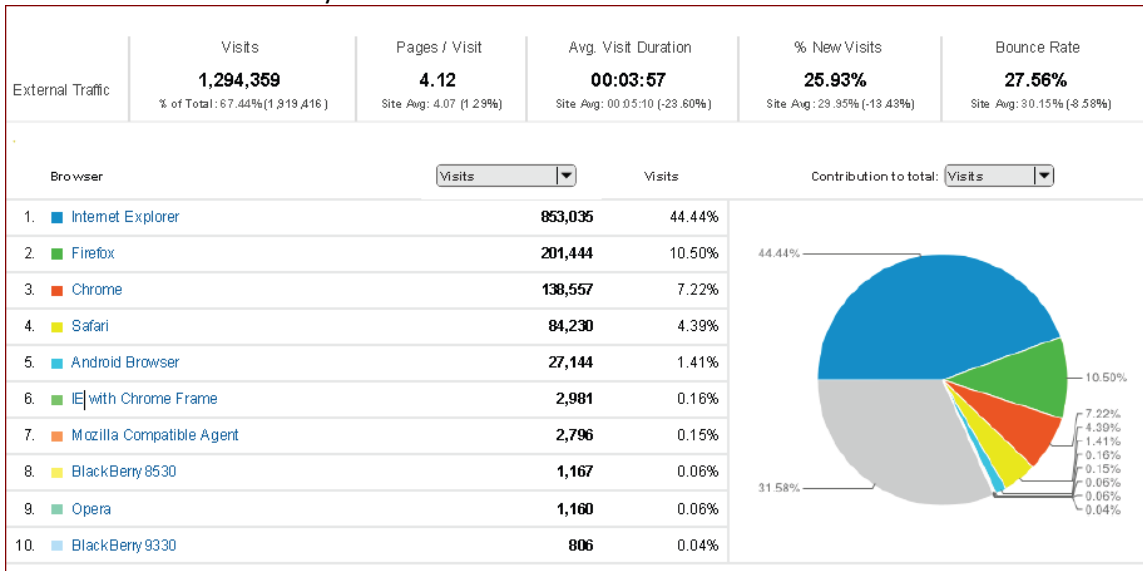 Visits Pages / Visit Avg. Visit Duration % New Visits Bounce Rate
External Traffic 1,294,359 4.12 00:03:57 25.93% 27.56%
% of Total: 67.44% (1,919,416) Site Avg: 4.07 (1.29%) Site Avg: 00:05:10 (-23.60%) Site Avg: 29.95% (-13.43%) Site Avg: 30.15% (-8.58%)
Browser Visits Visits Contribution to total: Visits
1. Internet Explorer 853,035 44.44%
2. Firefox 201,444 10.50%
3. Chrome 138,557 7.22%
4. Safari 84,230 4.39%
5. Android Browser 27,144 1.41%
6. IE with Chrome Frame 2,981 0.16%
7. Mozilla Compatible Agent 2,796 0.15%
8. BlackBerry 8530 1,167 0.06%
9. Opera 1,160 0.06%
10. BlackBerry 9330 806 0.04%
44.44%
10.50%
7.22%
4.39%
1.41%
0.16%
0.15%
0.06%
0.06%
0.04%
31.58%